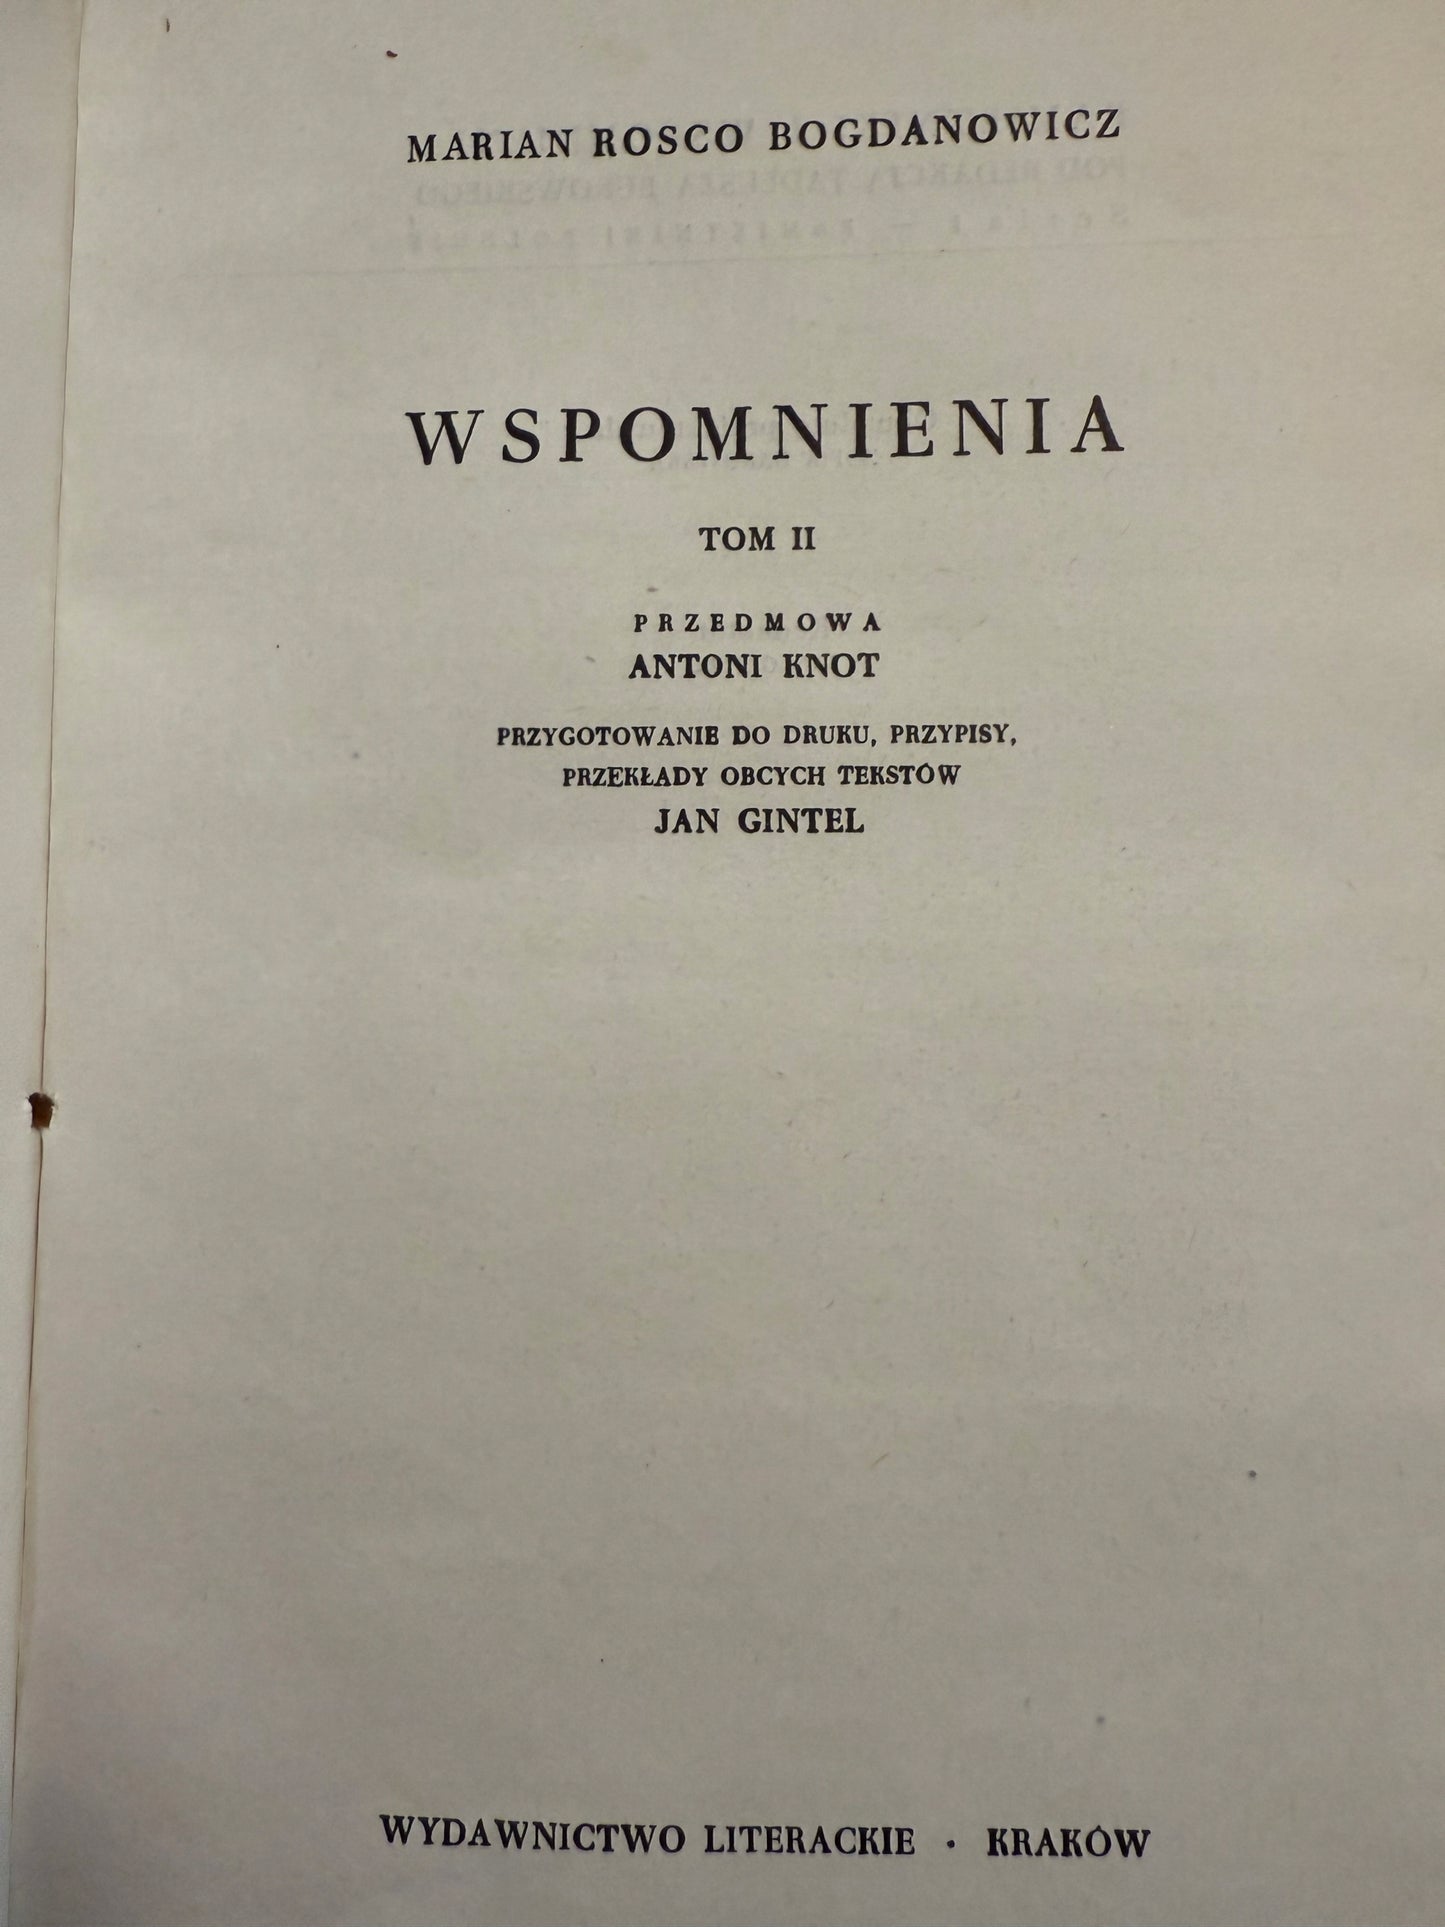 MARIAN ROSCO BOGDANOWICZ
WSPOMNIENIA
TOM II
PRZEDMOWA
ANTONI KNOT
PRZYGOTOWANIE DO DRUKU, PRZYPISY,
PRZEKŁADY OBCYCH TEKSTÓW
JAN GINTEL
WYDAWNICTWO LITERACKIE · KRAKÓW